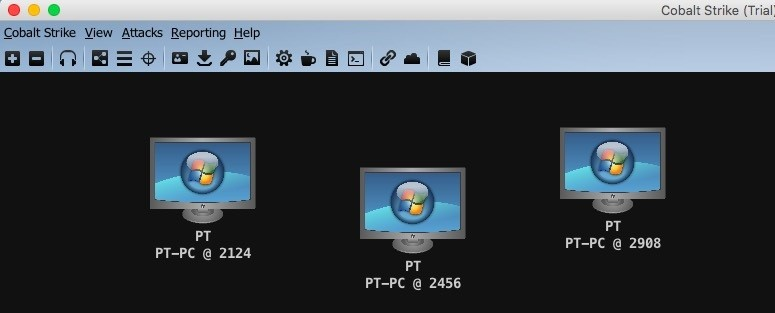 Cobalt Strike (Trial)
Cobalt Strike View Attacks Reporting Help
PT
PT-PC @ 2124
PT
PT-PC @ 2456
PT
PT-PC @ 2908